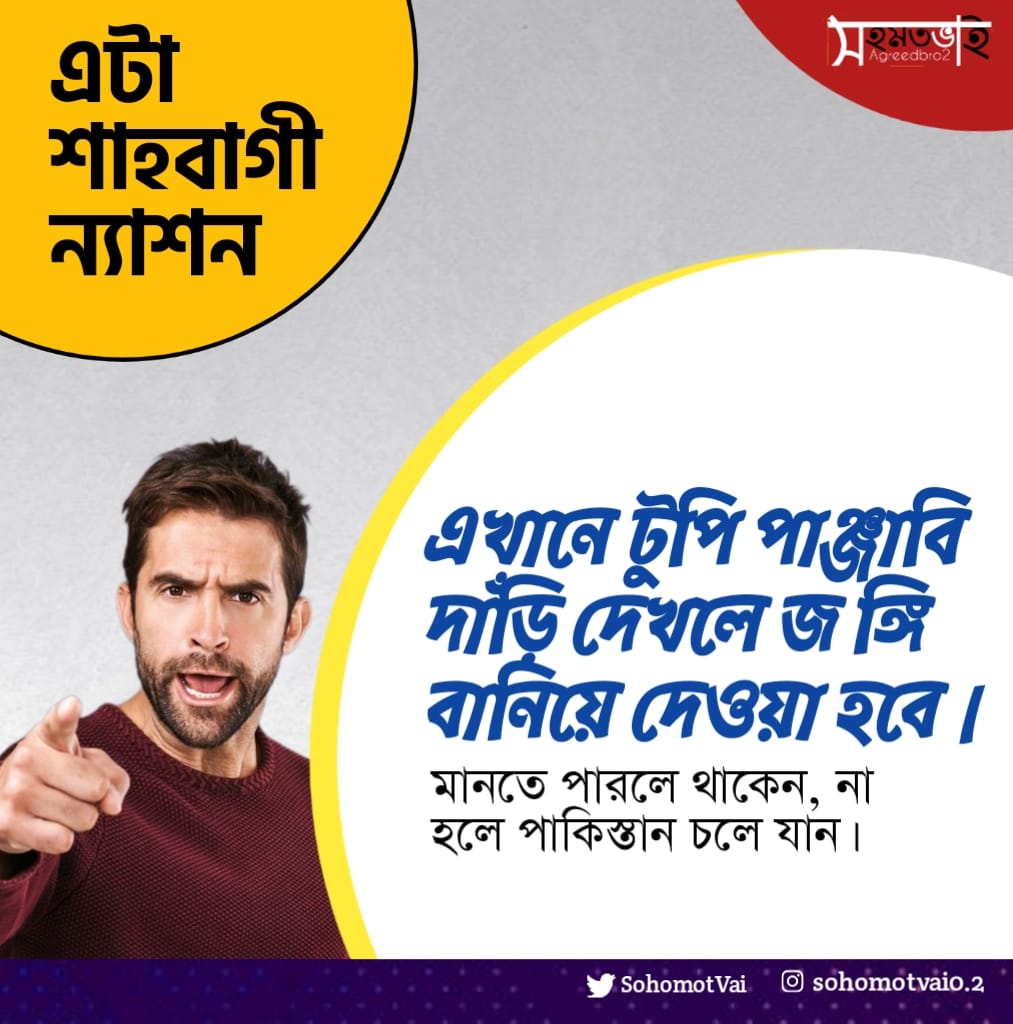 এটা
শাহবাগী
ন্যাশন
সহমতভাই
Agreedbro2
এখানে টুপি পাঞ্জাবি
দাঁড়ি দেখলে জ ঙ্গি
বানিয়ে দেওয়া হবে।
মানতে পারলে থাকেন, না
হলে পাকিস্তান চলে যান।
SohomotVai
sohomotvaio.2